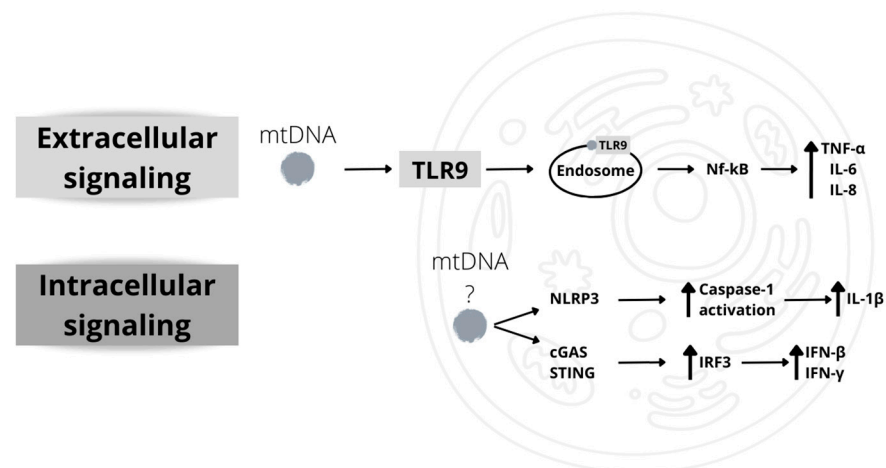 Extracellular
signaling
mtDNA
TLR9
TLR9
Endosome
Nf-kB
TNF-α
IL-6
IL-8
Intracellular
signaling
mtDNA
?
NLRP3
Caspase-1
activation
IL-1β
cGAS
STING
IRF3
IFN-β
IFN-γ